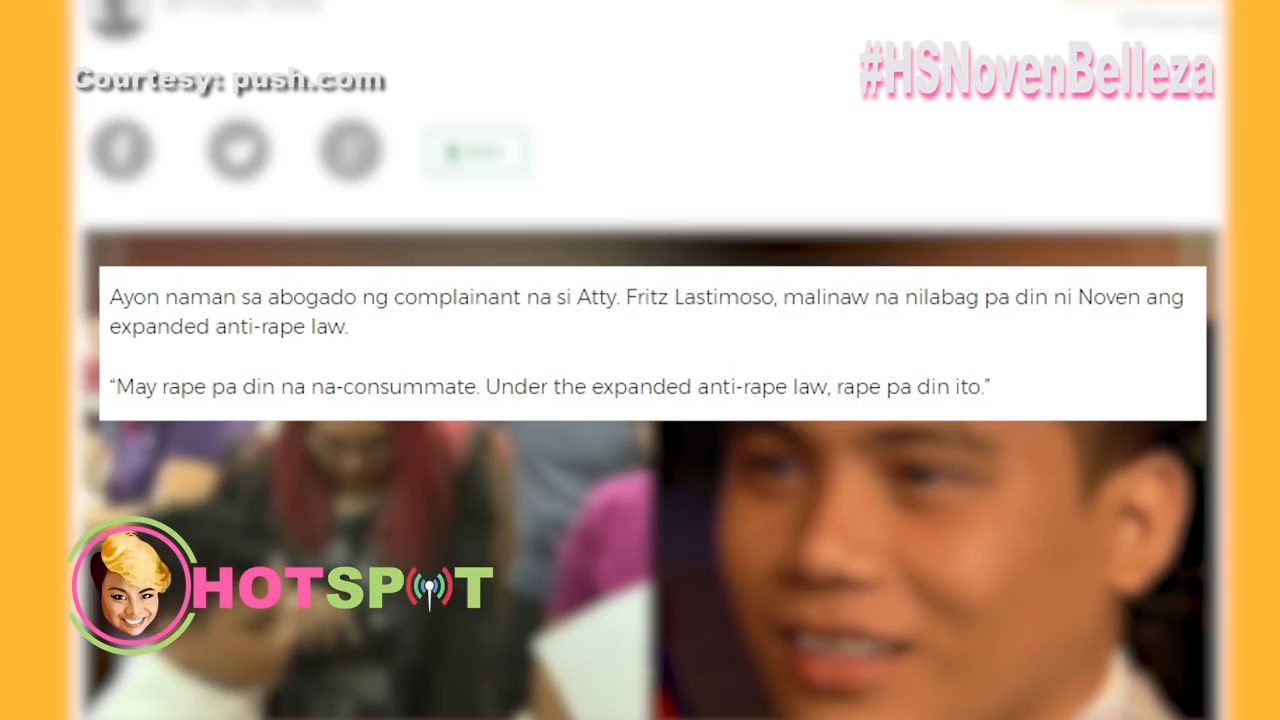 Courtesy: push.com
#HSNovenBelleza
Ayon naman sa abogado ng complainant na si Atty. Fritz Lastimoso, malinaw na nilabag pa din ni Noven ang
expanded anti-rape law.
“May rape pa din na na-consummate. Under the expanded anti-rape law, rape pa din ito.”
HOTSPOT